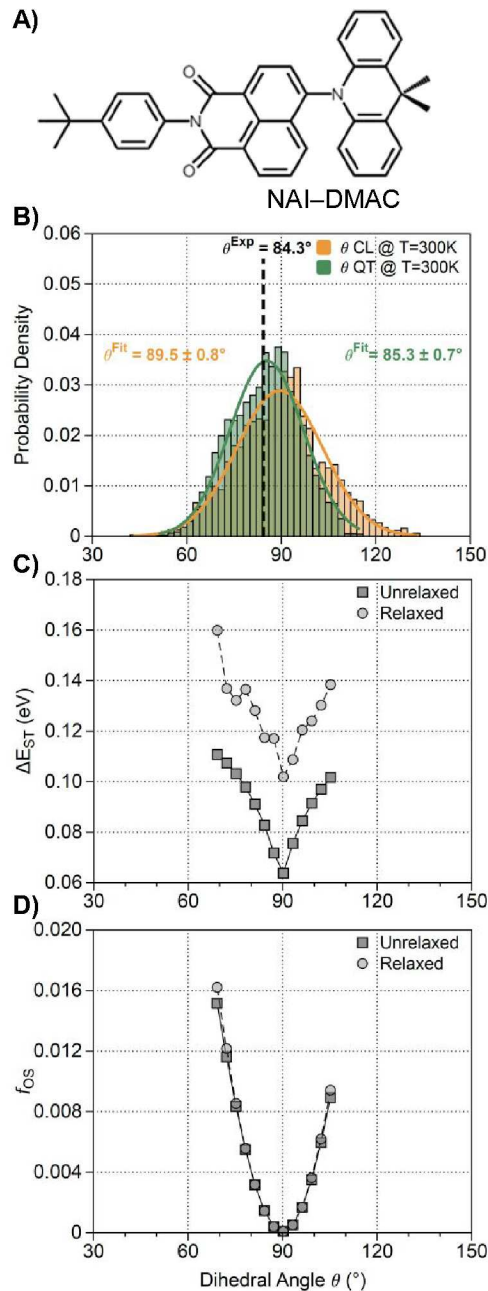 A)
O
N
O
N
NAI–DMAC
B)
0.06
0.05
0.04
0.03
0.02
0.01
0
Probability Density
θExp = 84.3°
θ CL @ T=300K
θ QT @ T=300K
θFit = 89.5 ± 0.8°
θFit = 85.3 ± 0.7°
30 60 90 120 150
C)
0.18
0.16
0.14
0.12
0.10
0.08
0.06
ΔEST (eV)
Unrelaxed
Relaxed
30 60 90 120 150
D)
0.020
0.016
0.012
0.008
0.004
0
fOS
Unrelaxed
Relaxed
30 60 90 120 150
Dihedral Angle θ (°)